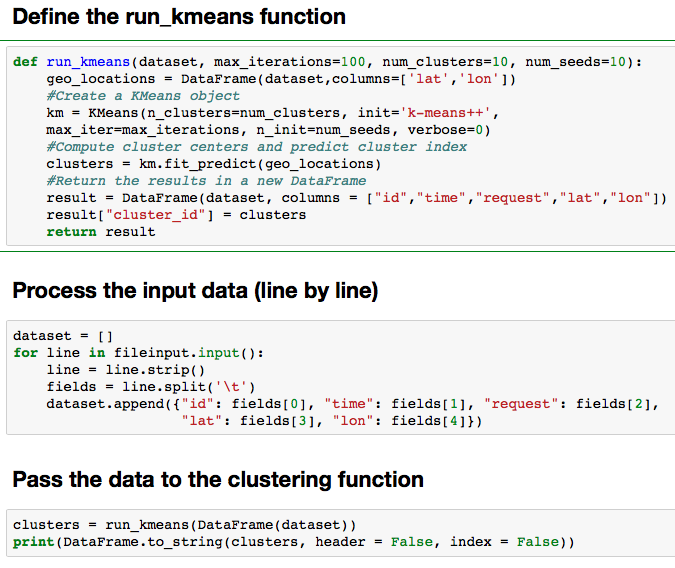 Define the run_kmeans function
def run_kmeans(dataset, max_iterations=100, num_clusters=10, num_seeds=10):
    geo_locations = DataFrame(dataset,columns=['lat','lon'])
    #Create a KMeans object
    km = KMeans(n_clusters=num_clusters, init='k-means++',
    max_iter=max_iterations, n_init=num_seeds, verbose=0)
    #Compute cluster centers and predict cluster index
    clusters = km.fit_predict(geo_locations)
    #Return the results in a new DataFrame
    result = DataFrame(dataset, columns = ["id","time","request","lat","lon"])
    result["cluster_id"] = clusters
    return result
Process the input data (line by line)
dataset = []
for line in fileinput.input():
    line = line.strip()
    fields = line.split('\t')
    dataset.append({"id": fields[0], "time": fields[1], "request": fields[2],
                    "lat": fields[3], "lon": fields[4]})
Pass the data to the clustering function
clusters = run_kmeans(DataFrame(dataset))
print(DataFrame.to_string(clusters, header = False, index = False))